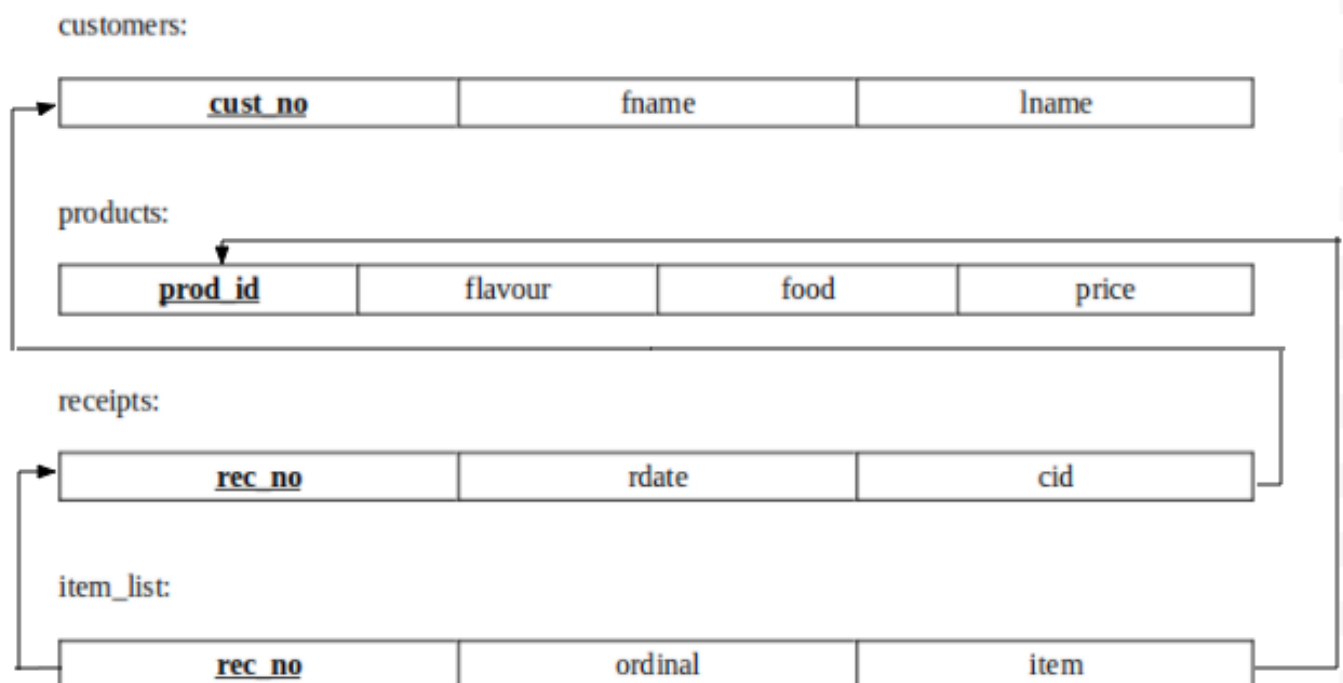 customers:
cust_no fname lname
products:
prod_id flavour food price
receipts:
rec_no rdate cid
item_list:
rec_no ordinal item